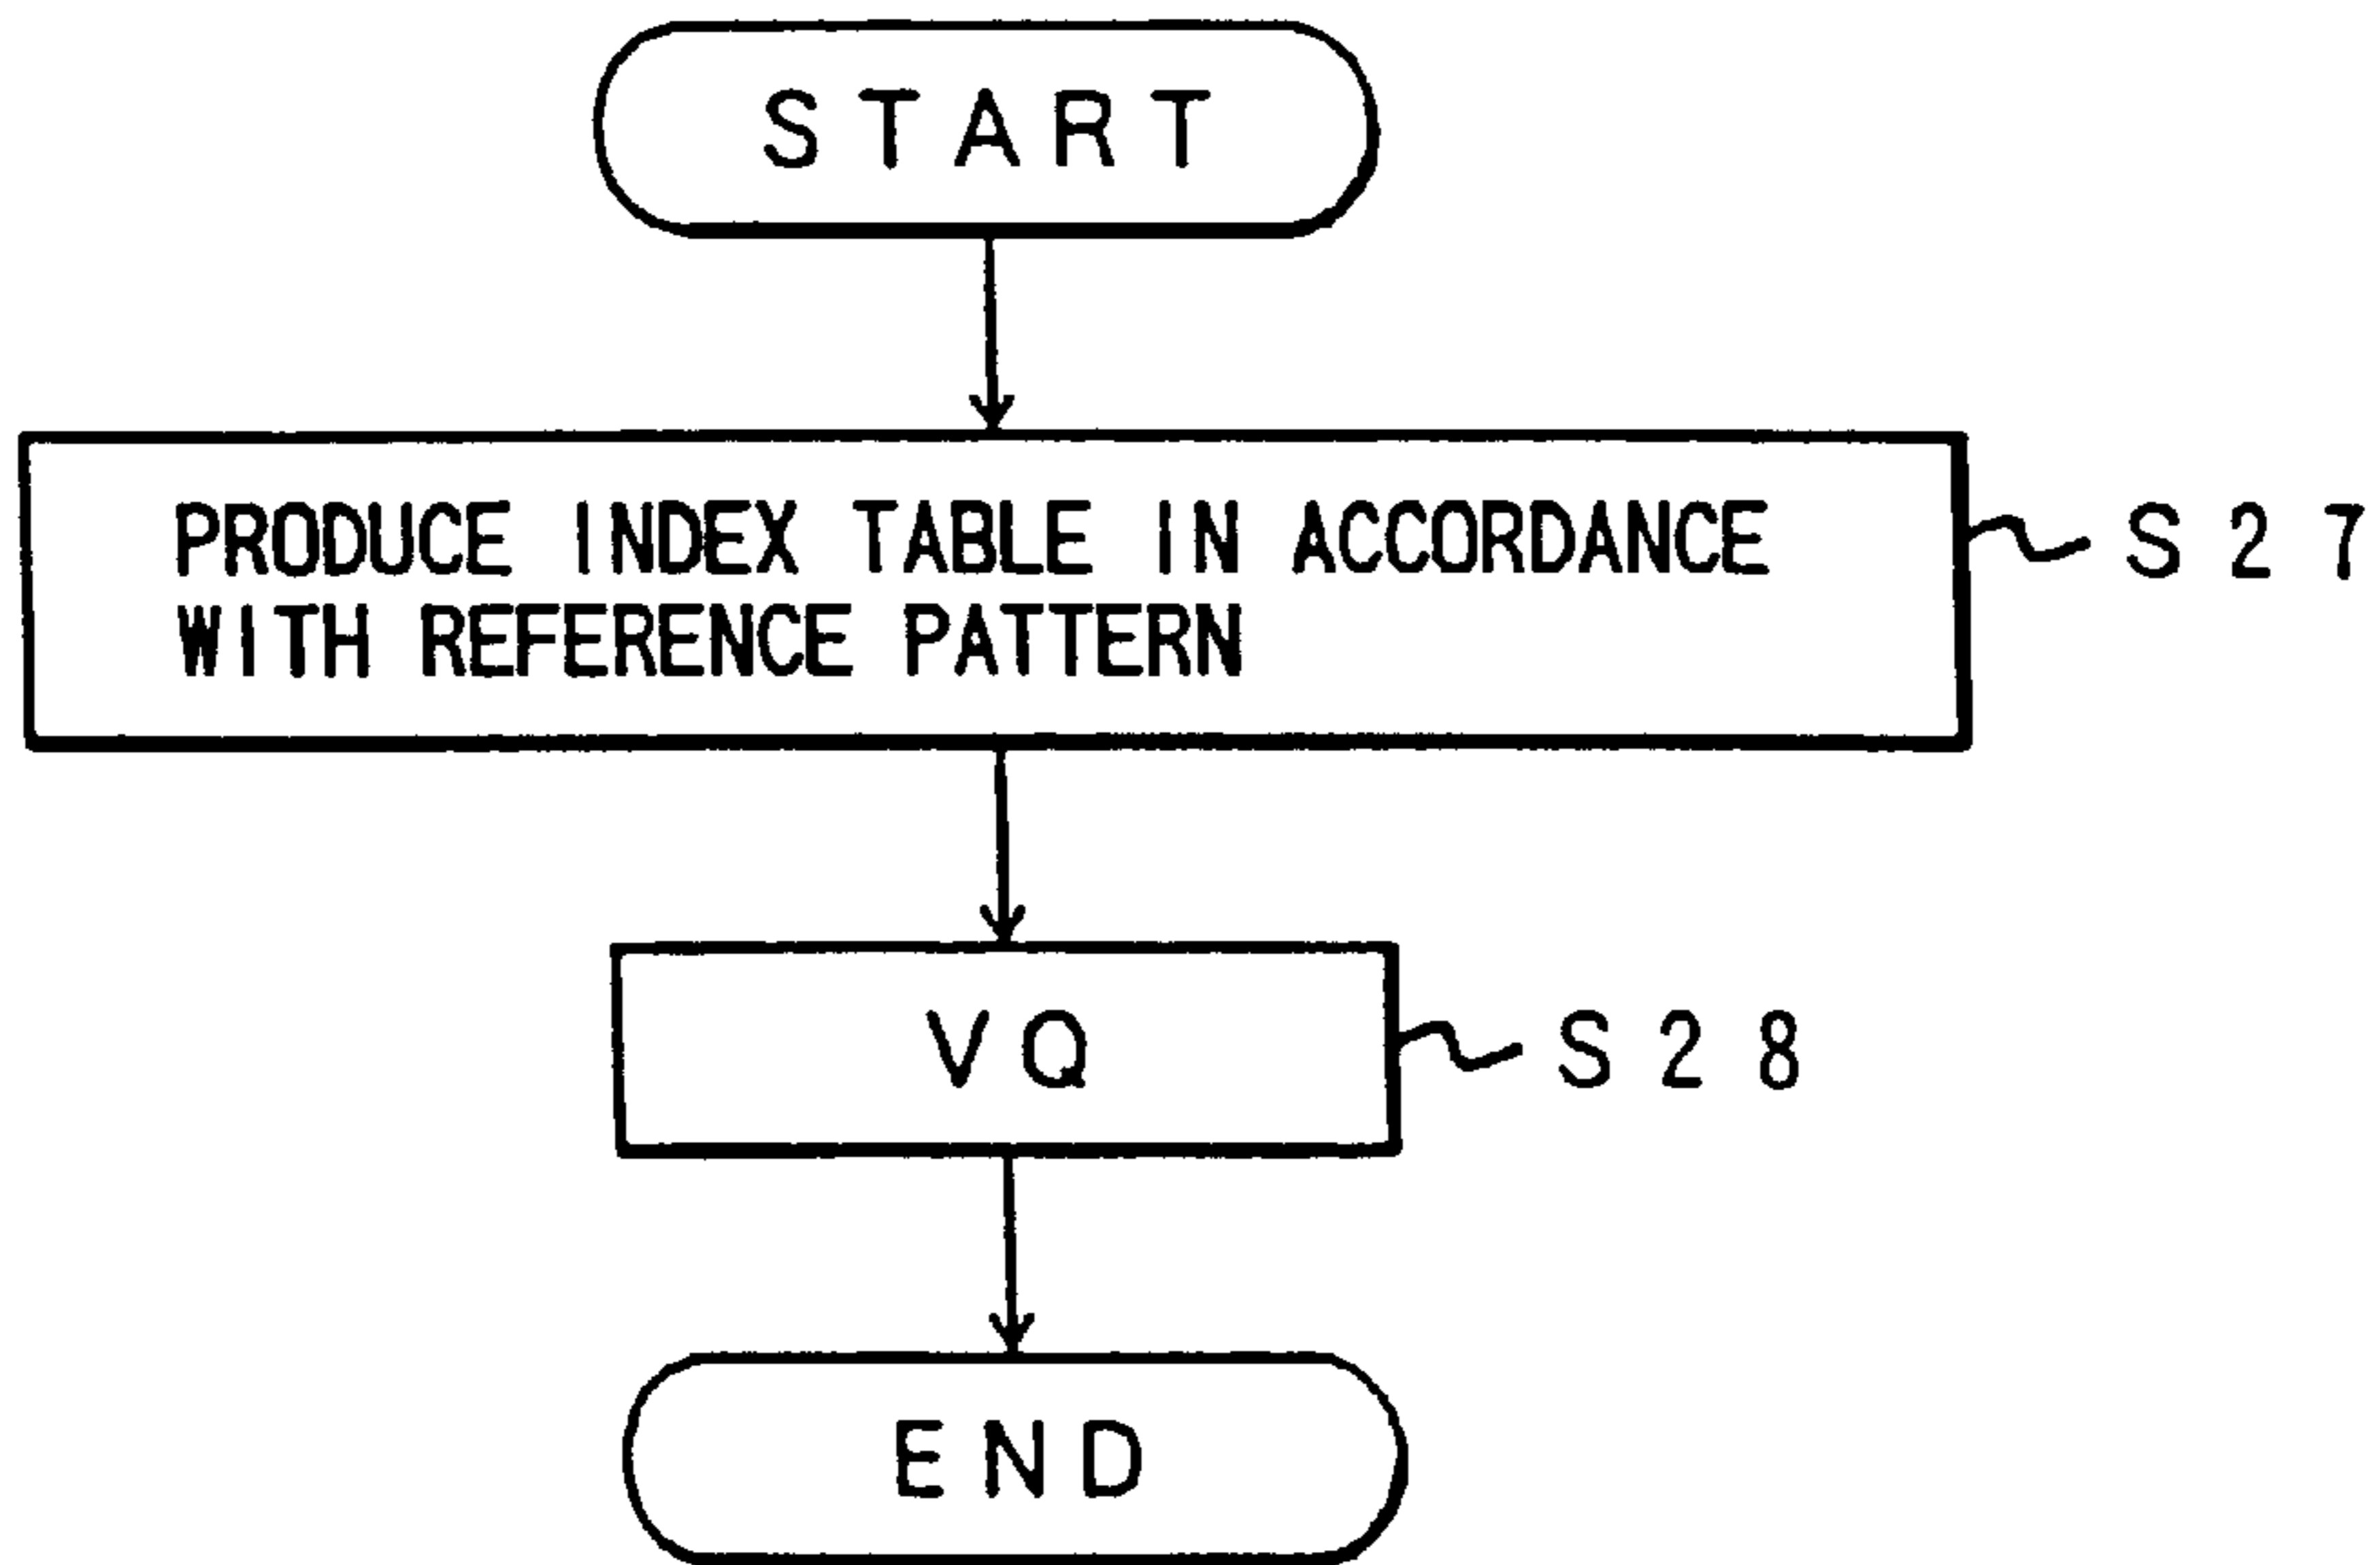 START
PRODUCE INDEX TABLE IN ACCORDANCE
WITH REFERENCE PATTERN
S27
VQ
S28
END